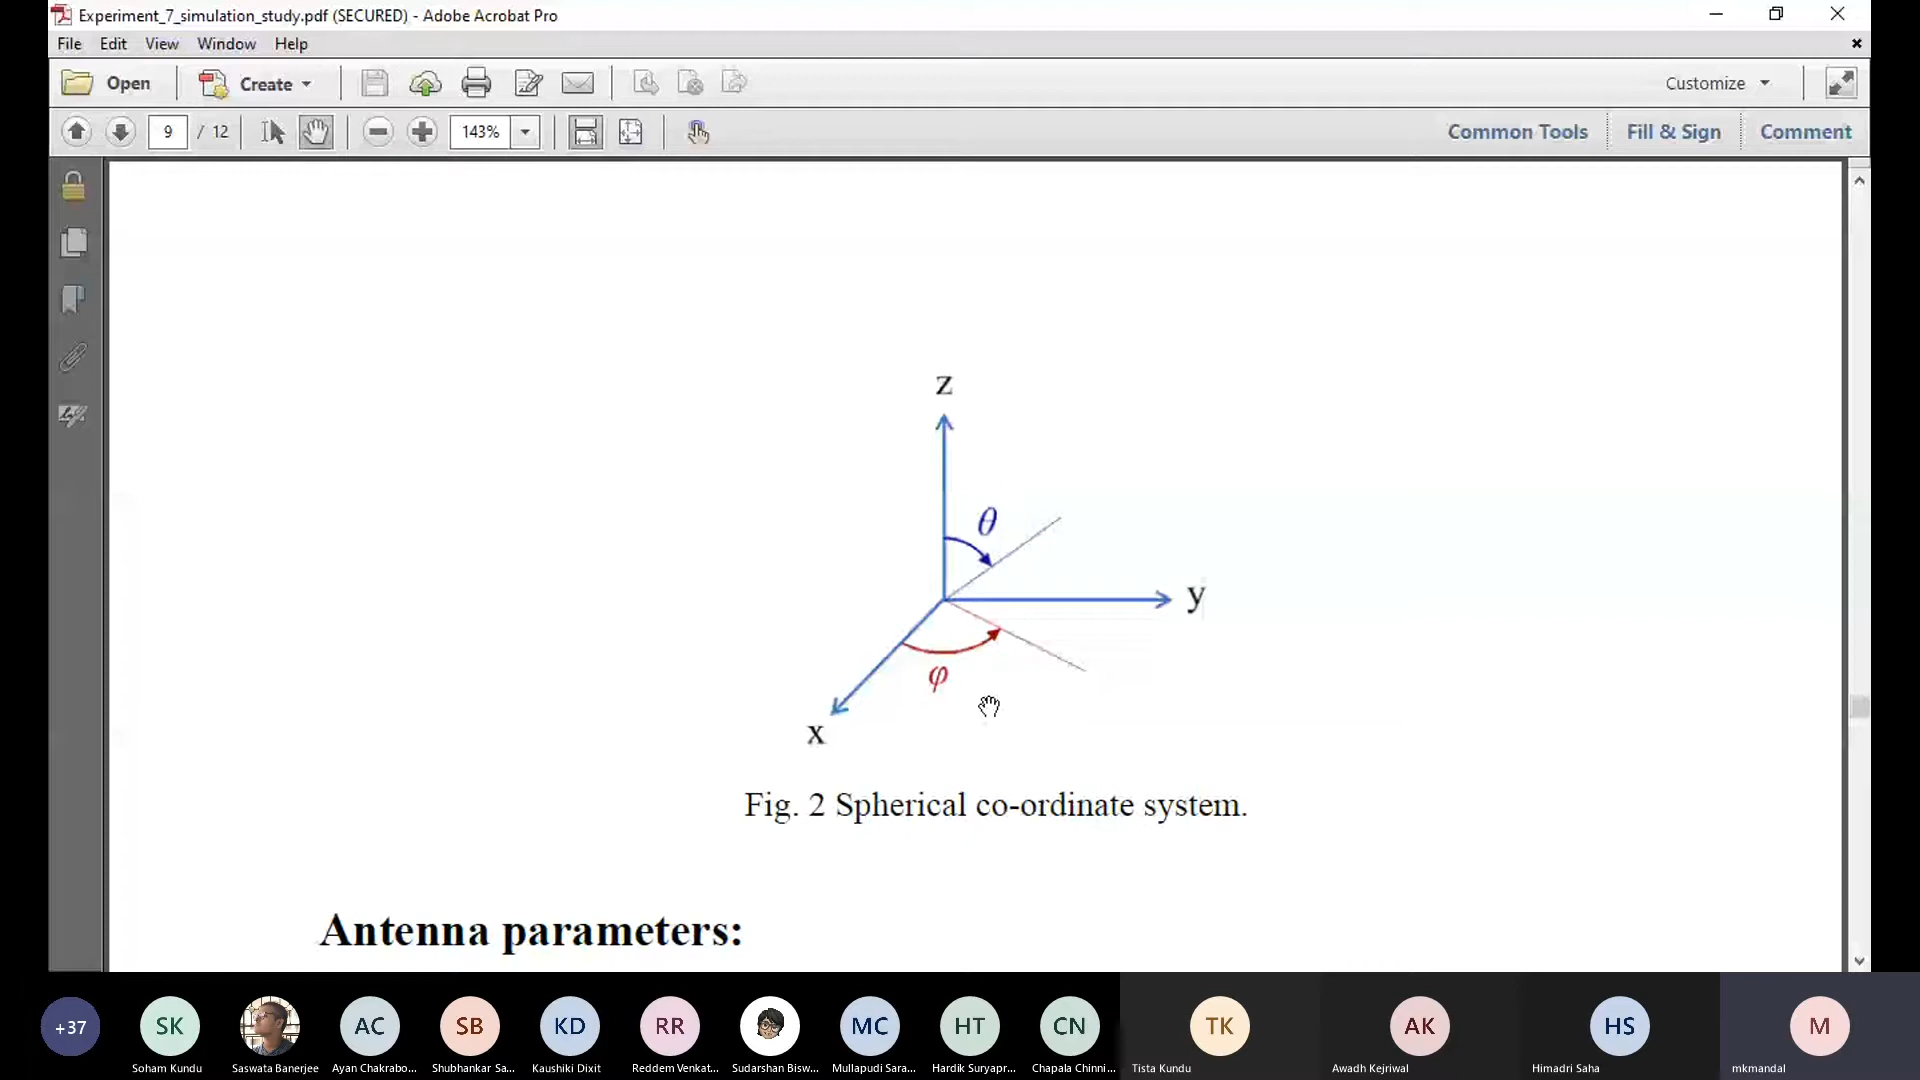 Experiment_7_simulation_study.pdf (SECURED) - Adobe Acrobat Pro
File Edit View Window Help
Open Create Customize
9 / 12 143% Common Tools Fill & Sign Comment
z
θ
y
φ
x
Fig. 2 Spherical co-ordinate system.
Antenna parameters:
+37 SK AC SB KD RR MC HT CN TK AK HS M
Soham Kundu Saswata Banerjee Ayan Chakrabo... Shubhankar Sa... Kaushiki Dixit Reddem Venkat... Sudarshan Bisw... Mullapudi Sara... Hardik Suryapr... Chapala Chinni... Tista Kundu Awadh Kejriwal Himadri Saha mkmandal